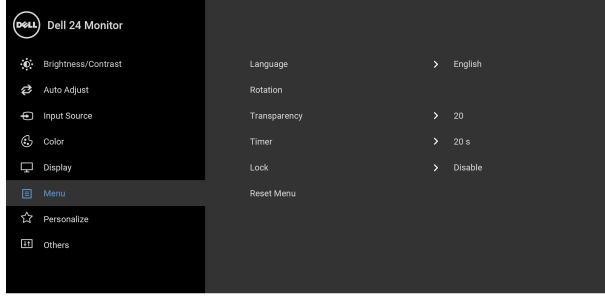 DELL Dell 24 Monitor
Brightness/Contrast Language English
Auto Adjust Rotation
Input Source Transparency 20
Color Timer 20 s
Display Lock Disable
Menu Reset Menu
Personalize
Others